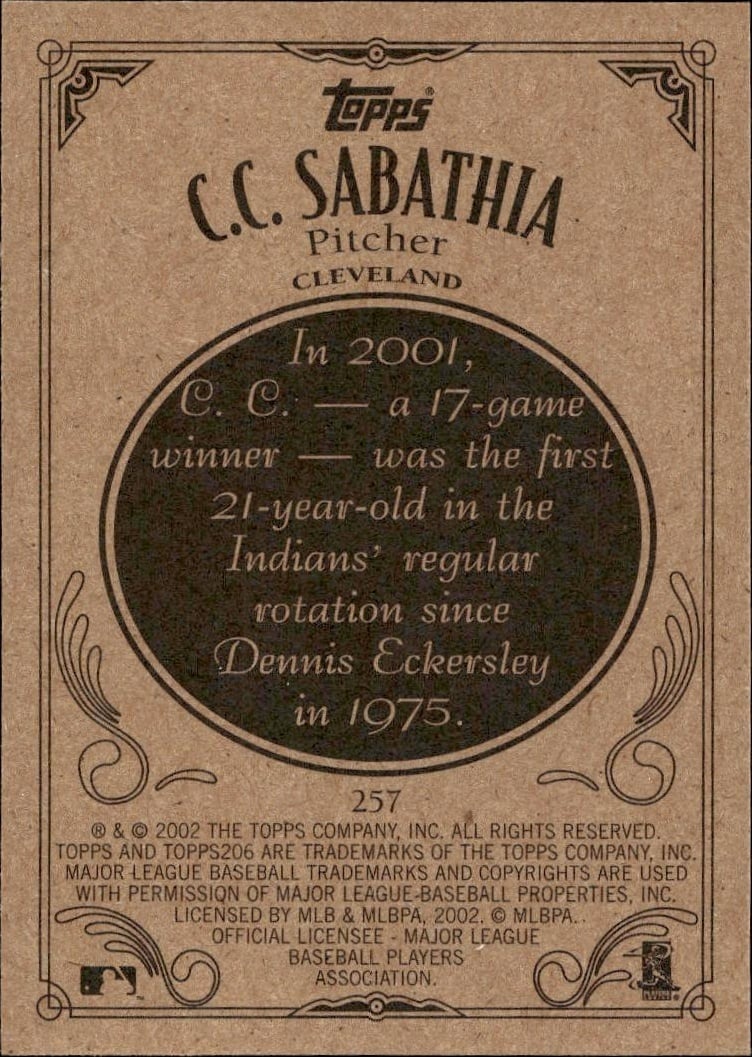 Topps®
C.C. SABATHIA
Pitcher
CLEVELAND
In 2001,
C. C. — a 17-game
winner — was the first
21-year-old in the
Indians' regular
rotation since
Dennis Eckersley
in 1975.
257
® & © 2002 THE TOPPS COMPANY, INC. ALL RIGHTS RESERVED.
TOPPS AND TOPPS206 ARE TRADEMARKS OF THE TOPPS COMPANY, INC.
MAJOR LEAGUE BASEBALL TRADEMARKS AND COPYRIGHTS ARE USED
WITH PERMISSION OF MAJOR LEAGUE BASEBALL PROPERTIES, INC.
LICENSED BY MLB & MLBPA, 2002. © MLBPA.
OFFICIAL LICENSEE - MAJOR LEAGUE
BASEBALL PLAYERS
ASSOCIATION.